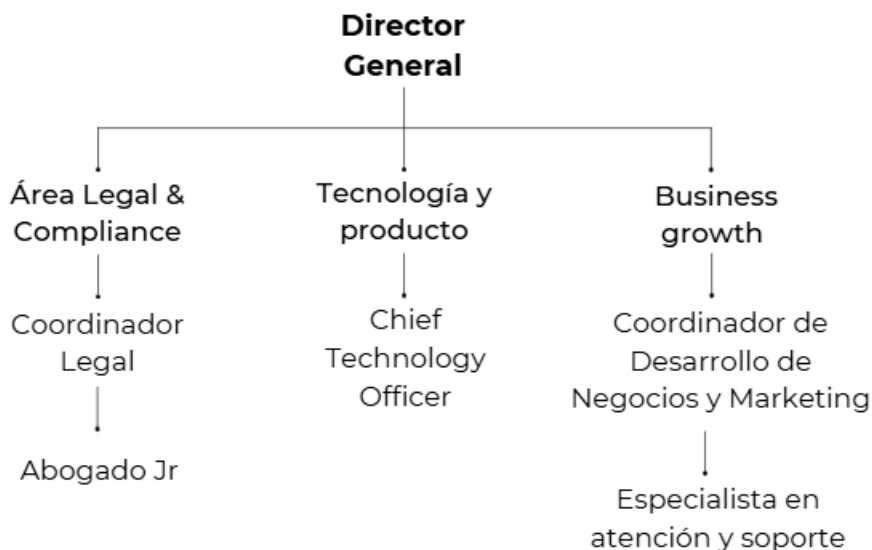 Director
General
Área Legal &
Compliance
Coordinador
Legal
Abogado Jr
Tecnología y
producto
Chief
Technology
Officer
Business
growth
Coordinador de
Desarrollo de
Negocios y Marketing
Especialista en
atención y soporte